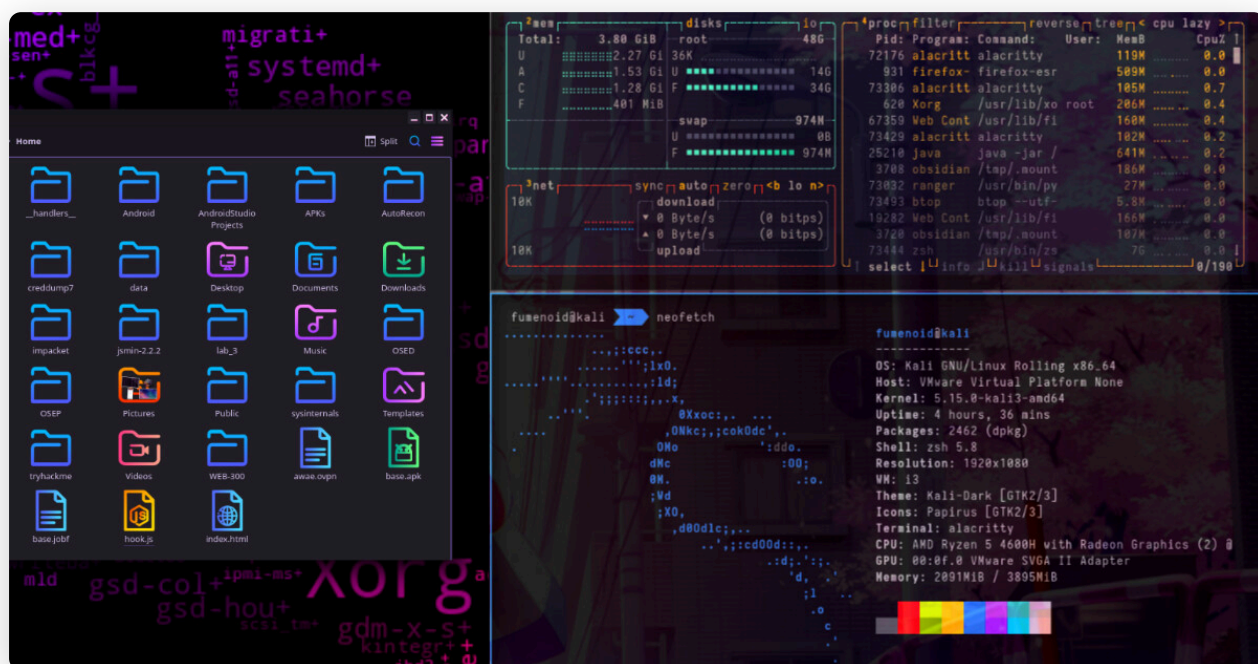 med+
sen+
blkcg_
migrati+
systemd+
seahorse
s+
Home
Split
__handlers__
Android
AndroidStudio
Projects
APKs
AutoRecon
creddump7
data
Desktop
Documents
Downloads
impacket
jsmin-2.2.2
lab_3
Music
OSED
OSEP
Pictures
Public
sysinternals
Templates
tryhackme
Videos
WEB-300
awae.ovpn
base.apk
base.jobf
hook.js
index.html
mld
gsd-col+
ipmi-ms+
xorg
gsd-hou+
scsi_tm+
gdm-x-s+
kintegr+
2mem
disks
io
Total: 3.80 GiB
root 48G
U 2.27 Gi
36K
A 1.53 Gi
U 14G
C 1.28 Gi
F 34G
F 401 MiB
swap 974M
U 0B
F 974M
3net
sync auto zero <b lo n>
10K
download
▼ 0 Byte/s (0 bitps)
▲ 0 Byte/s (0 bitps)
10K
upload
4proc filter reverse tree < cpu lazy >
Pid: Program: Command: User: MemB Cpu% ↑
72176 alacritt alacritty 119M 0.0
931 firefox- firefox-esr 509M 0.0
73306 alacritt alacritty 105M 0.7
620 Xorg /usr/lib/xo root 206M 0.4
67359 Web Cont /usr/lib/fi 160M 0.4
73429 alacritt alacritty 102M 0.2
25210 java java -jar / 641M 0.2
3708 obsidian /tmp/.mount 186M 0.0
73032 ranger /usr/bin/py 27M 0.0
73493 btop btop --utf- 5.8M 0.0
19282 Web Cont /usr/lib/fi 166M 0.0
3720 obsidian /tmp/.mount 107M 0.0
73444 zsh /usr/bin/zs 7G 0.0 ↓
↑ select ↓ info ↲ kill signals 0/190
fumenoid@kali ~ neofetch
fumenoid@kali
-------------
OS: Kali GNU/Linux Rolling x86_64
Host: VMware Virtual Platform None
Kernel: 5.15.0-kali3-amd64
Uptime: 4 hours, 36 mins
Packages: 2462 (dpkg)
Shell: zsh 5.8
Resolution: 1920x1080
WM: i3
Theme: Kali-Dark [GTK2/3]
Icons: Papirus [GTK2/3]
Terminal: alacritty
CPU: AMD Ryzen 5 4600H with Radeon Graphics (2) @
GPU: 00:0f.0 VMware SVGA II Adapter
Memory: 2091MiB / 3895MiB